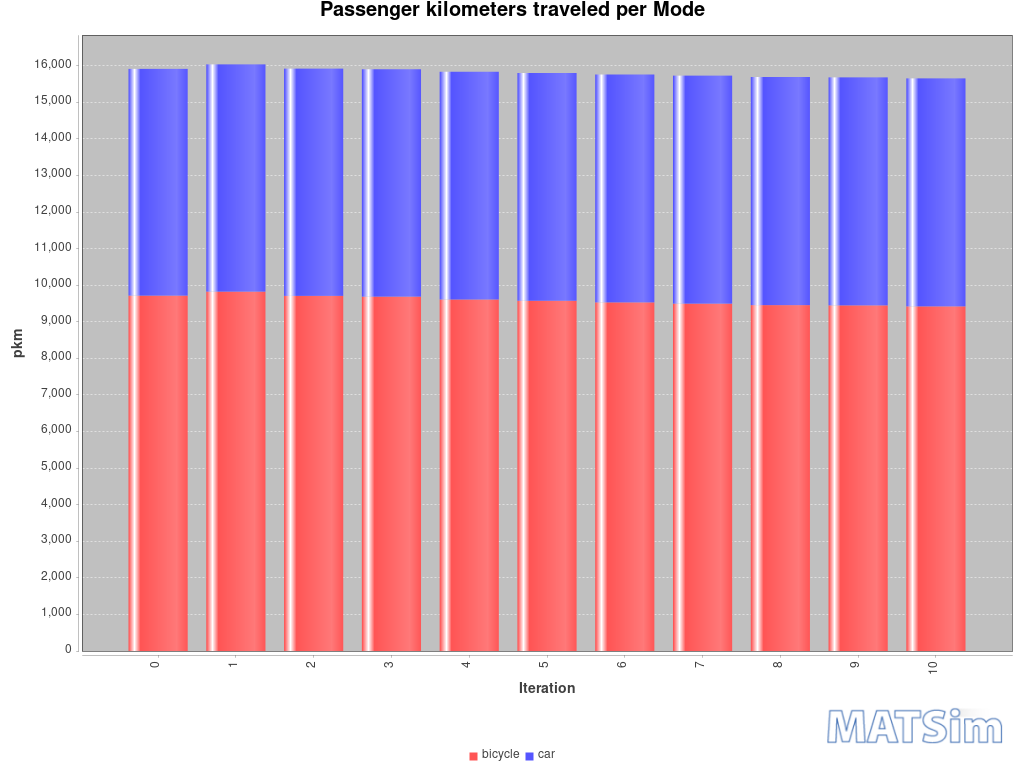 Passenger kilometers traveled per Mode
16,000
15,000
14,000
13,000
12,000
11,000
10,000
9,000
8,000
7,000
6,000
5,000
4,000
3,000
2,000
1,000
0
pkm
0 1 2 3 4 5 6 7 8 9 10
Iteration
MATSim
bicycle car